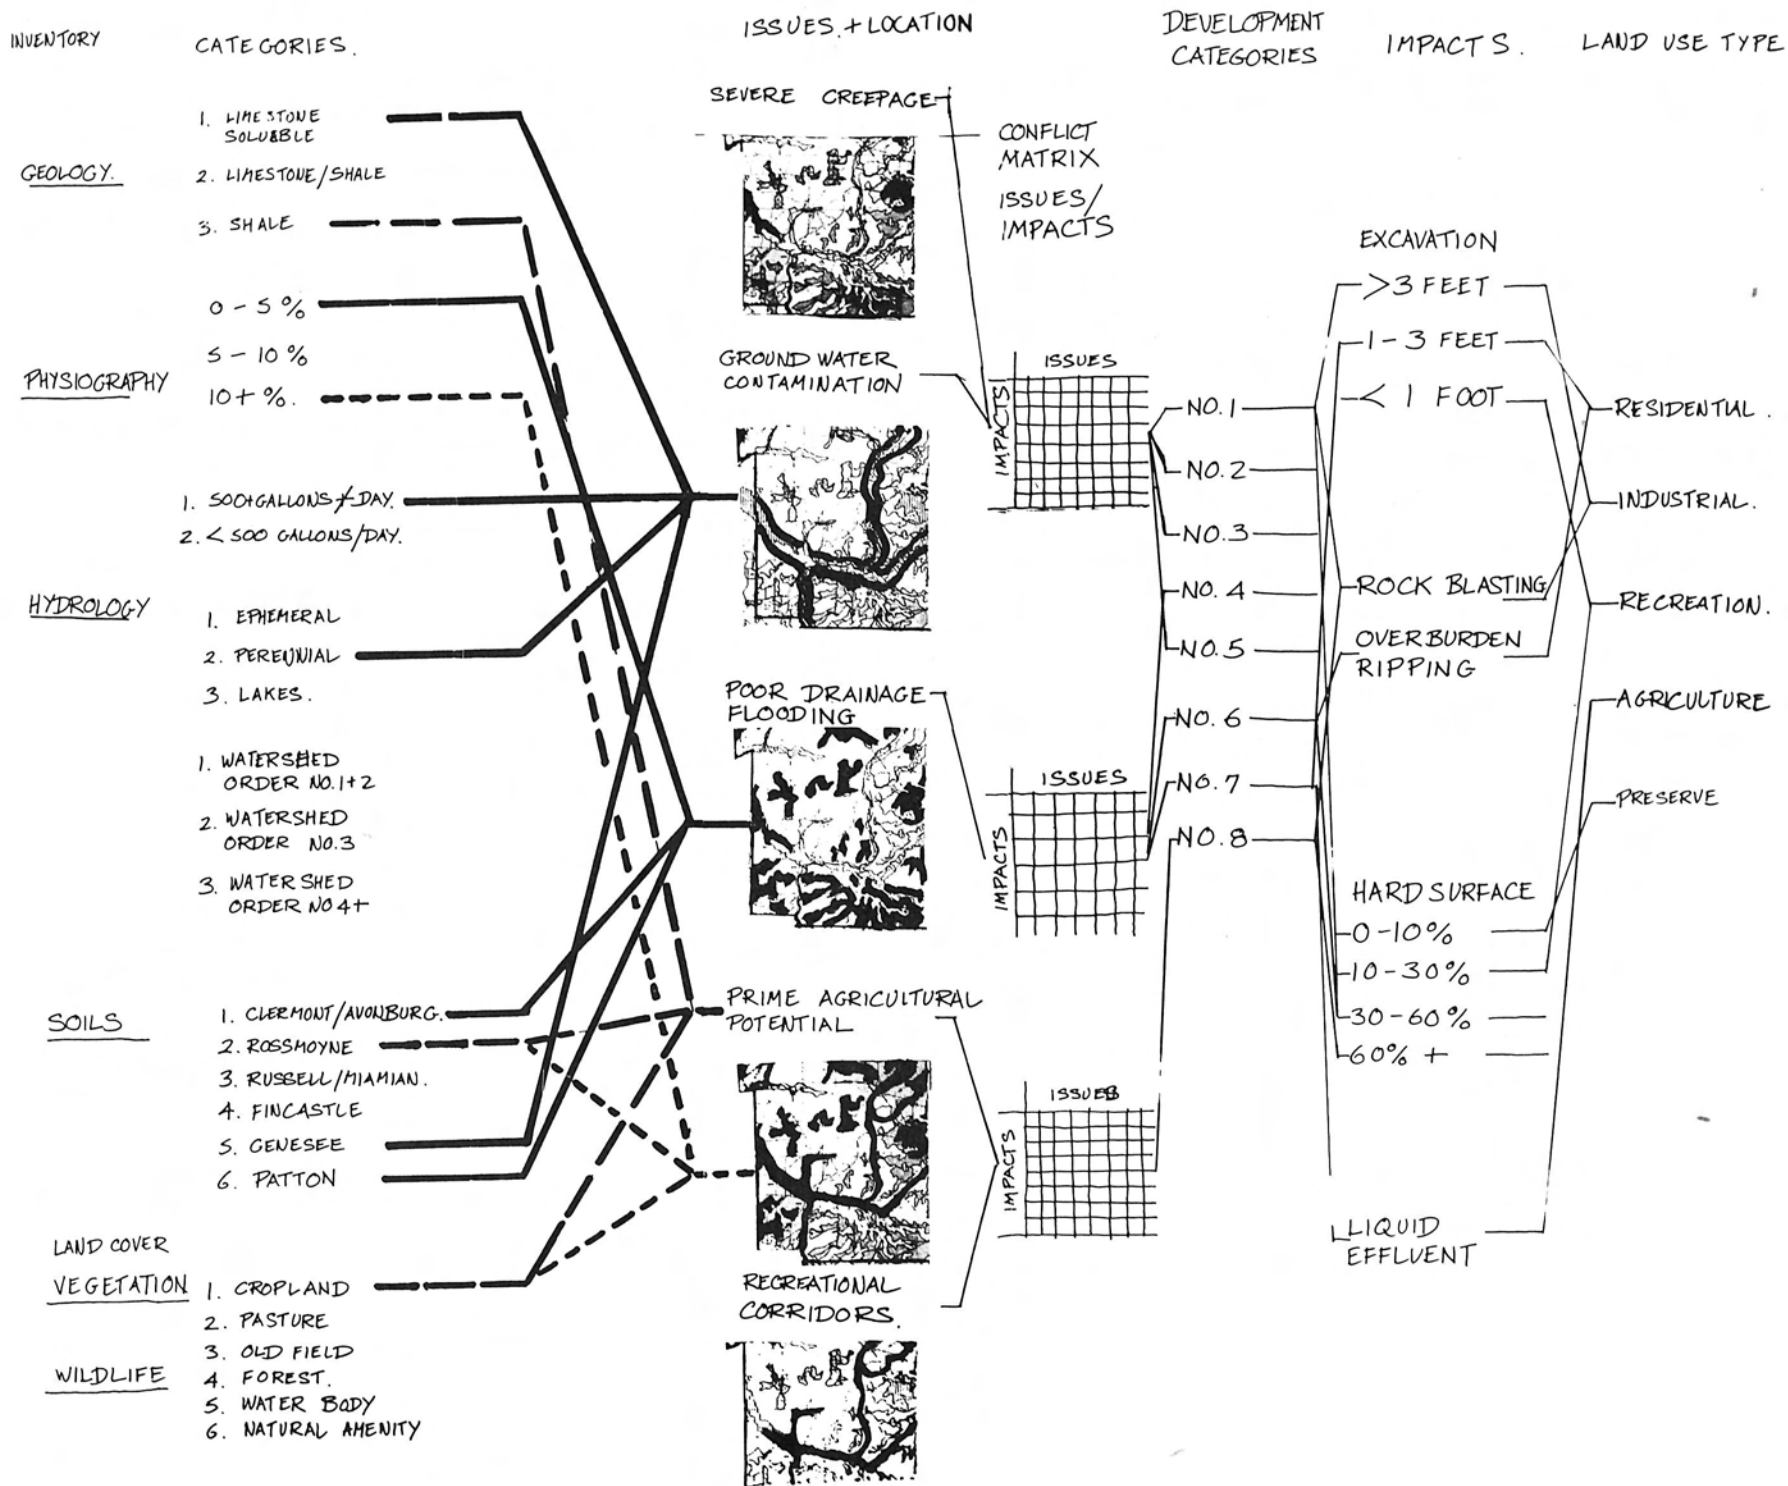 INVENTORY
CATEGORIES.
ISSUES.+LOCATION
DEVELOPMENT
CATEGORIES
IMPACTS.
LAND USE TYPE
GEOLOGY.
1. LIMESTONE
SOLUBLE
2. LIMESTONE/SHALE
3. SHALE
PHYSIOGRAPHY
0-5%
5-10%
10+%.
HYDROLOGY
1. 500+GALLONS/DAY.
2. <500 GALLONS/DAY.
1. EPHEMERAL
2. PERENNIAL
3. LAKES.
1. WATERSHED
ORDER NO.1+2
2. WATERSHED
ORDER NO.3
3. WATERSHED
ORDER NO 4+
SOILS
1. CLERMONT/AVONBURG.
2. ROSSMOYNE
3. RUSSELL/MIAMIAN.
4. FINCASTLE
5. GENESEE
6. PATTON
LAND COVER
VEGETATION
WILDLIFE
1. CROPLAND
2. PASTURE
3. OLD FIELD
4. FOREST.
5. WATER BODY
6. NATURAL AMENITY
SEVERE CREEPAGE
GROUND WATER
CONTAMINATION
POOR DRAINAGE
FLOODING
PRIME AGRICULTURAL
POTENTIAL
RECREATIONAL
CORRIDORS.
CONFLICT
MATRIX
ISSUES/
IMPACTS
ISSUES
IMPACTS
ISSUES
IMPACTS
ISSUES
IMPACTS
NO.1
NO.2
NO.3
NO.4
NO.5
NO.6
NO.7
NO.8
EXCAVATION
>3 FEET
1-3 FEET
< 1 FOOT
ROCK BLASTING
OVERBURDEN
RIPPING
HARD SURFACE
0-10%
10-30%
30-60%
60% +
LIQUID
EFFLUENT
RESIDENTIAL.
INDUSTRIAL.
RECREATION.
AGRICULTURE
PRESERVE